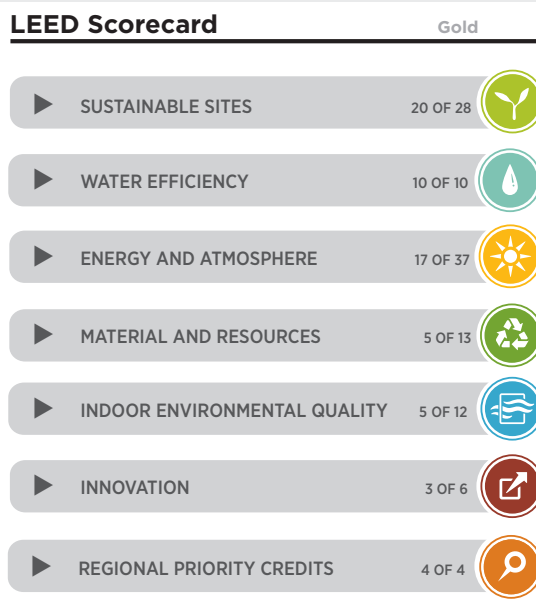 LEED Scorecard Gold
SUSTAINABLE SITES 20 OF 28
WATER EFFICIENCY 10 OF 10
ENERGY AND ATMOSPHERE 17 OF 37
MATERIAL AND RESOURCES 5 OF 13
INDOOR ENVIRONMENTAL QUALITY 5 OF 12
INNOVATION 3 OF 6
REGIONAL PRIORITY CREDITS 4 OF 4